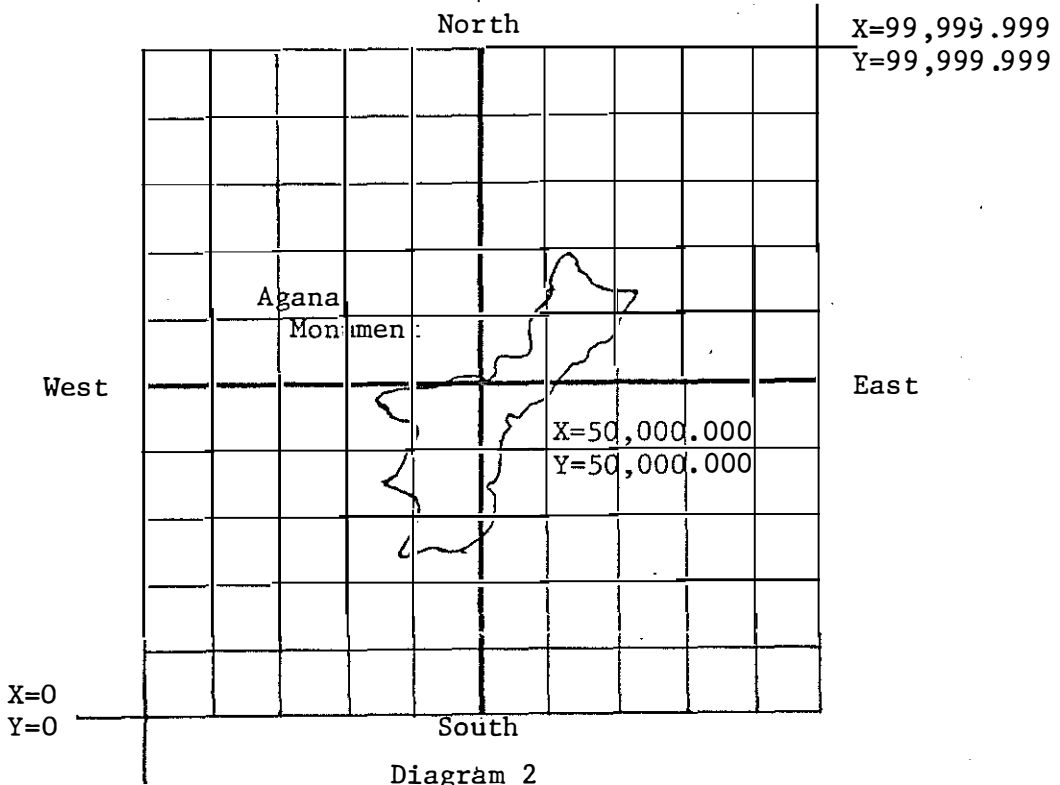 North
X=99,999.999
Y=99,999.999
Agana
Monumen
West
East
X=50,000.000
Y=50,000.000
X=0
Y=0
South
Diagram 2